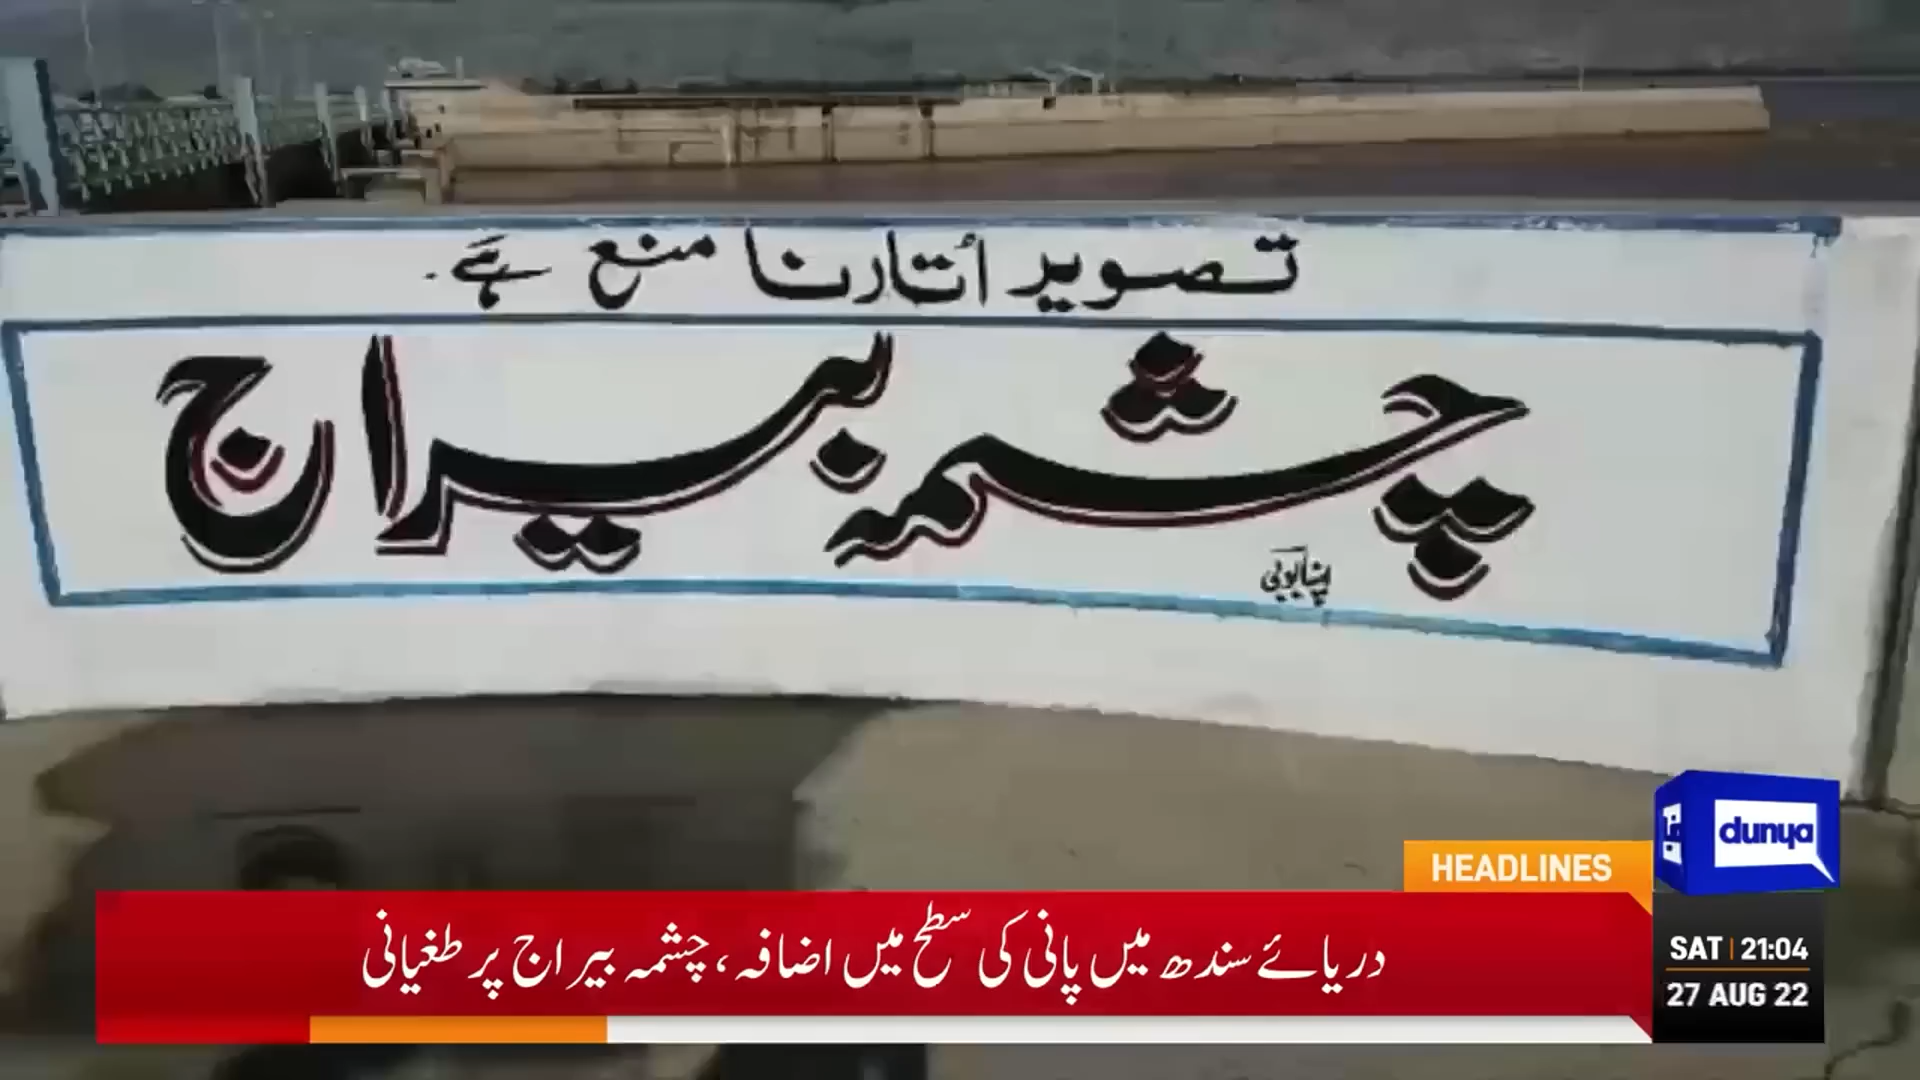 تصویر اُتارنا منع ہے۔
چشمہ بیراج
HEADLINES
dunya
دریائے سندھ میں پانی کی سطح میں اضافہ، چشمہ بیراج پر طغیانی
SAT 21:04
27 AUG 22